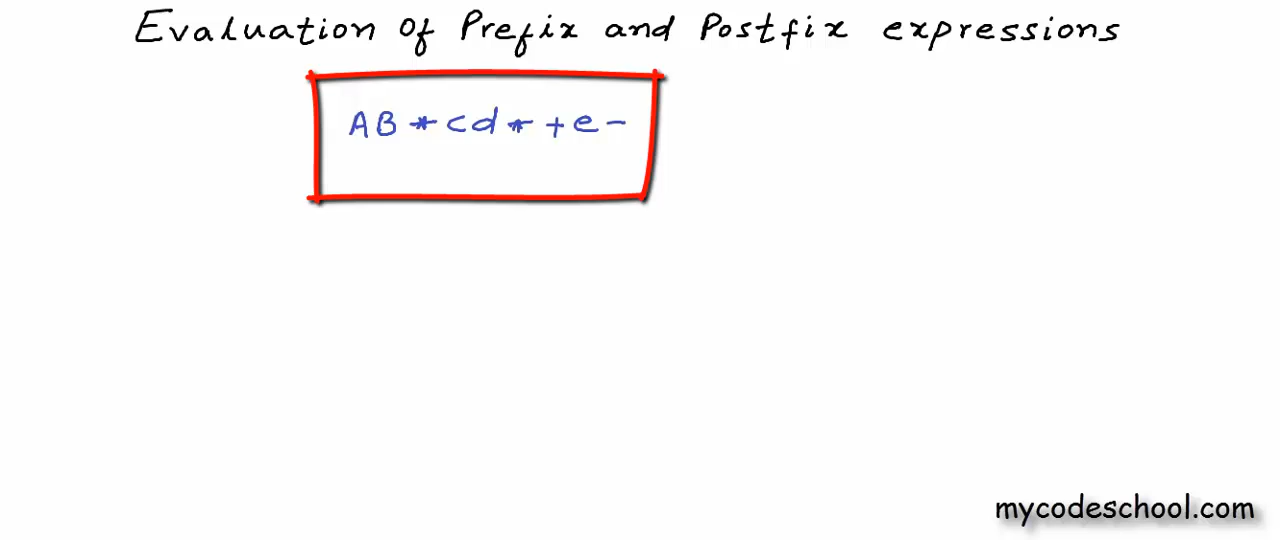 Evaluation of Prefix and Postfix expressions
AB*cd*+e-
mycodeschool.com